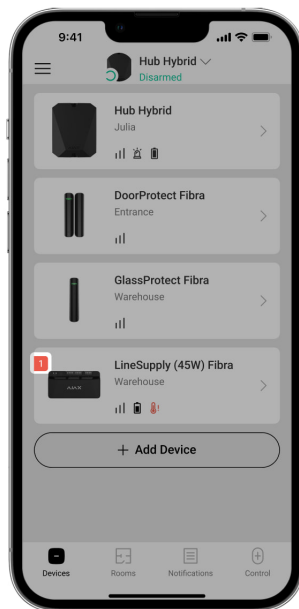 9:41
Hub Hybrid
Disarmed
Hub Hybrid
Julia
DoorProtect Fibra
Entrance
GlassProtect Fibra
Warehouse
1
LineSupply (45W) Fibra
Warehouse
AJAX
+ Add Device
Devices Rooms Notifications Control